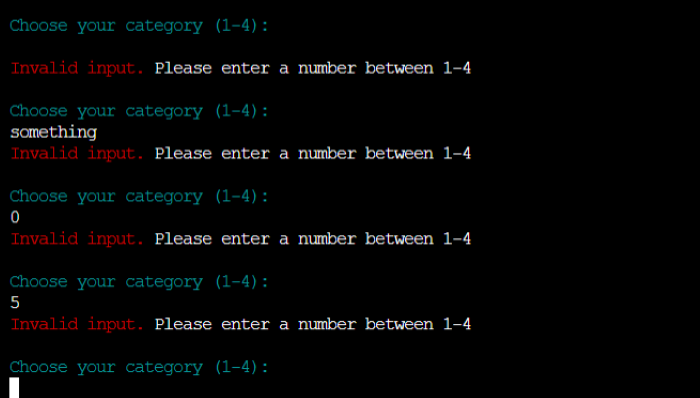 Choose your category (1-4):
Invalid input. Please enter a number between 1-4
Choose your category (1-4):
something
Invalid input. Please enter a number between 1-4
Choose your category (1-4):
0
Invalid input. Please enter a number between 1-4
Choose your category (1-4):
5
Invalid input. Please enter a number between 1-4
Choose your category (1-4):